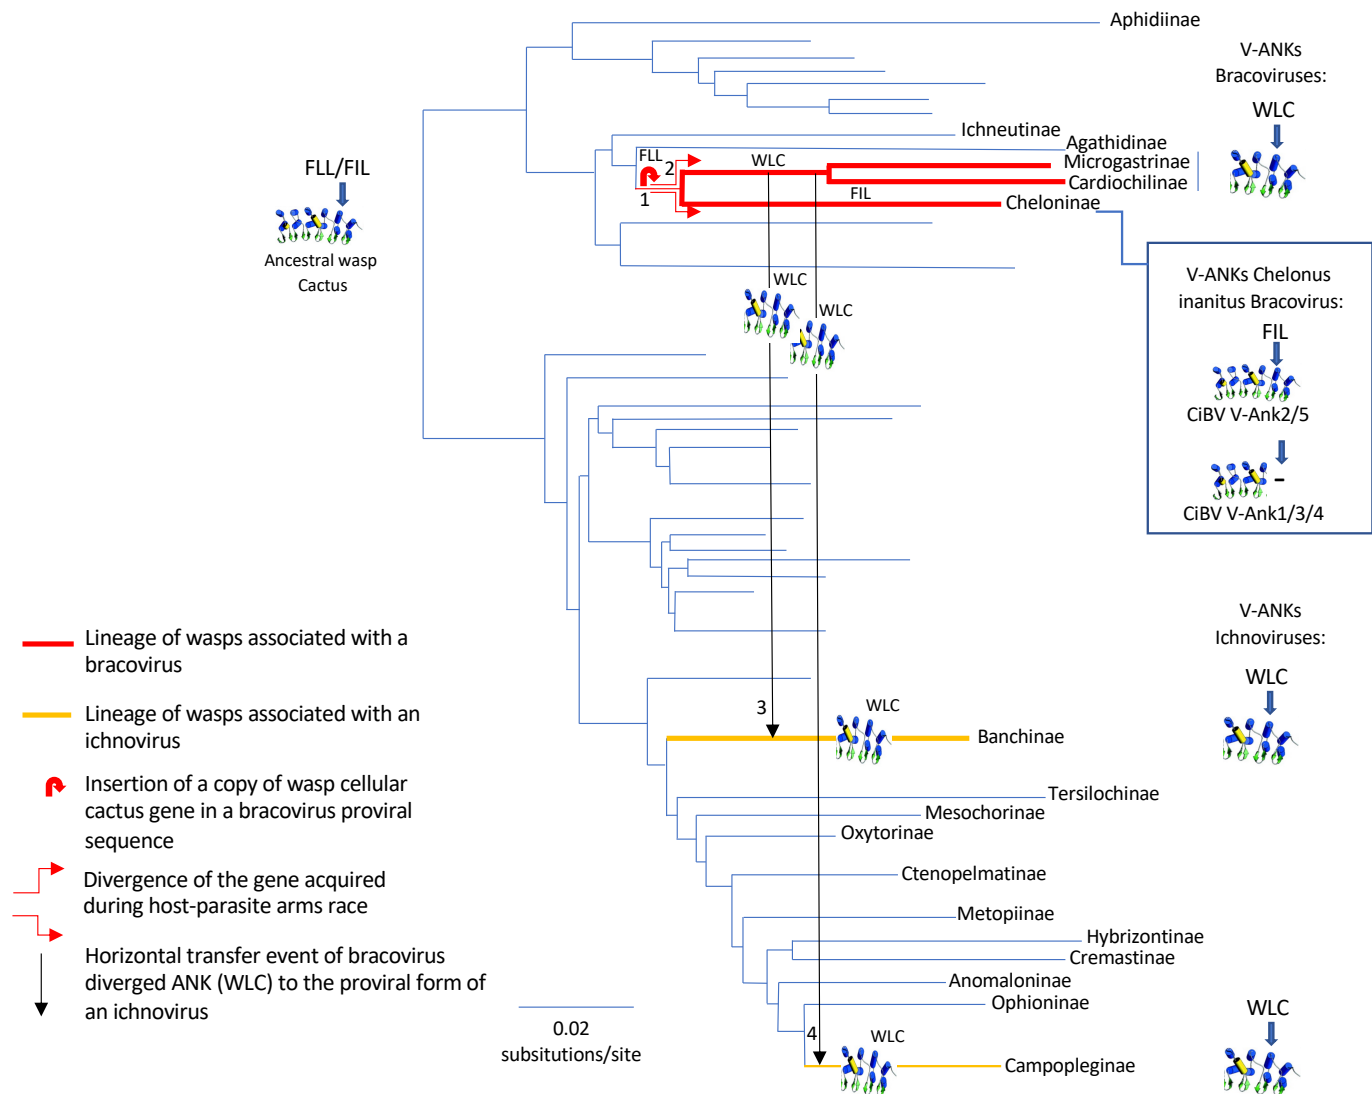 Aphidiinae
V-ANKs
Bracoviruses:
WLC
Ichneutinae
Agathidinae
FLL
2
WLC
Microgastrinae
Cardiochilinae
1
FIL
Cheloninae
FLL/FIL
Ancestral wasp
Cactus
V-ANKs Chelonus
inanitus Bracovirus:
FIL
CiBV V-Ank2/5
–
CiBV V-Ank1/3/4
WLC
WLC
V-ANKs
Ichnoviruses:
WLC
3
WLC
Banchinae
Lineage of wasps associated with a
bracovirus
Lineage of wasps associated with an
ichnovirus
Insertion of a copy of wasp cellular
cactus gene in a bracovirus proviral
sequence
Divergence of the gene acquired
during host-parasite arms race
Horizontal transfer event of bracovirus
diverged ANK (WLC) to the proviral form of
an ichnovirus
Tersilochinae
Mesochorinae
Oxytorinae
Ctenopelmatinae
Metopiinae
Hybrizontinae
Cremastinae
Anomaloninae
Ophioninae
0.02
subsitutions/site
4
WLC
Campopleginae
WLC